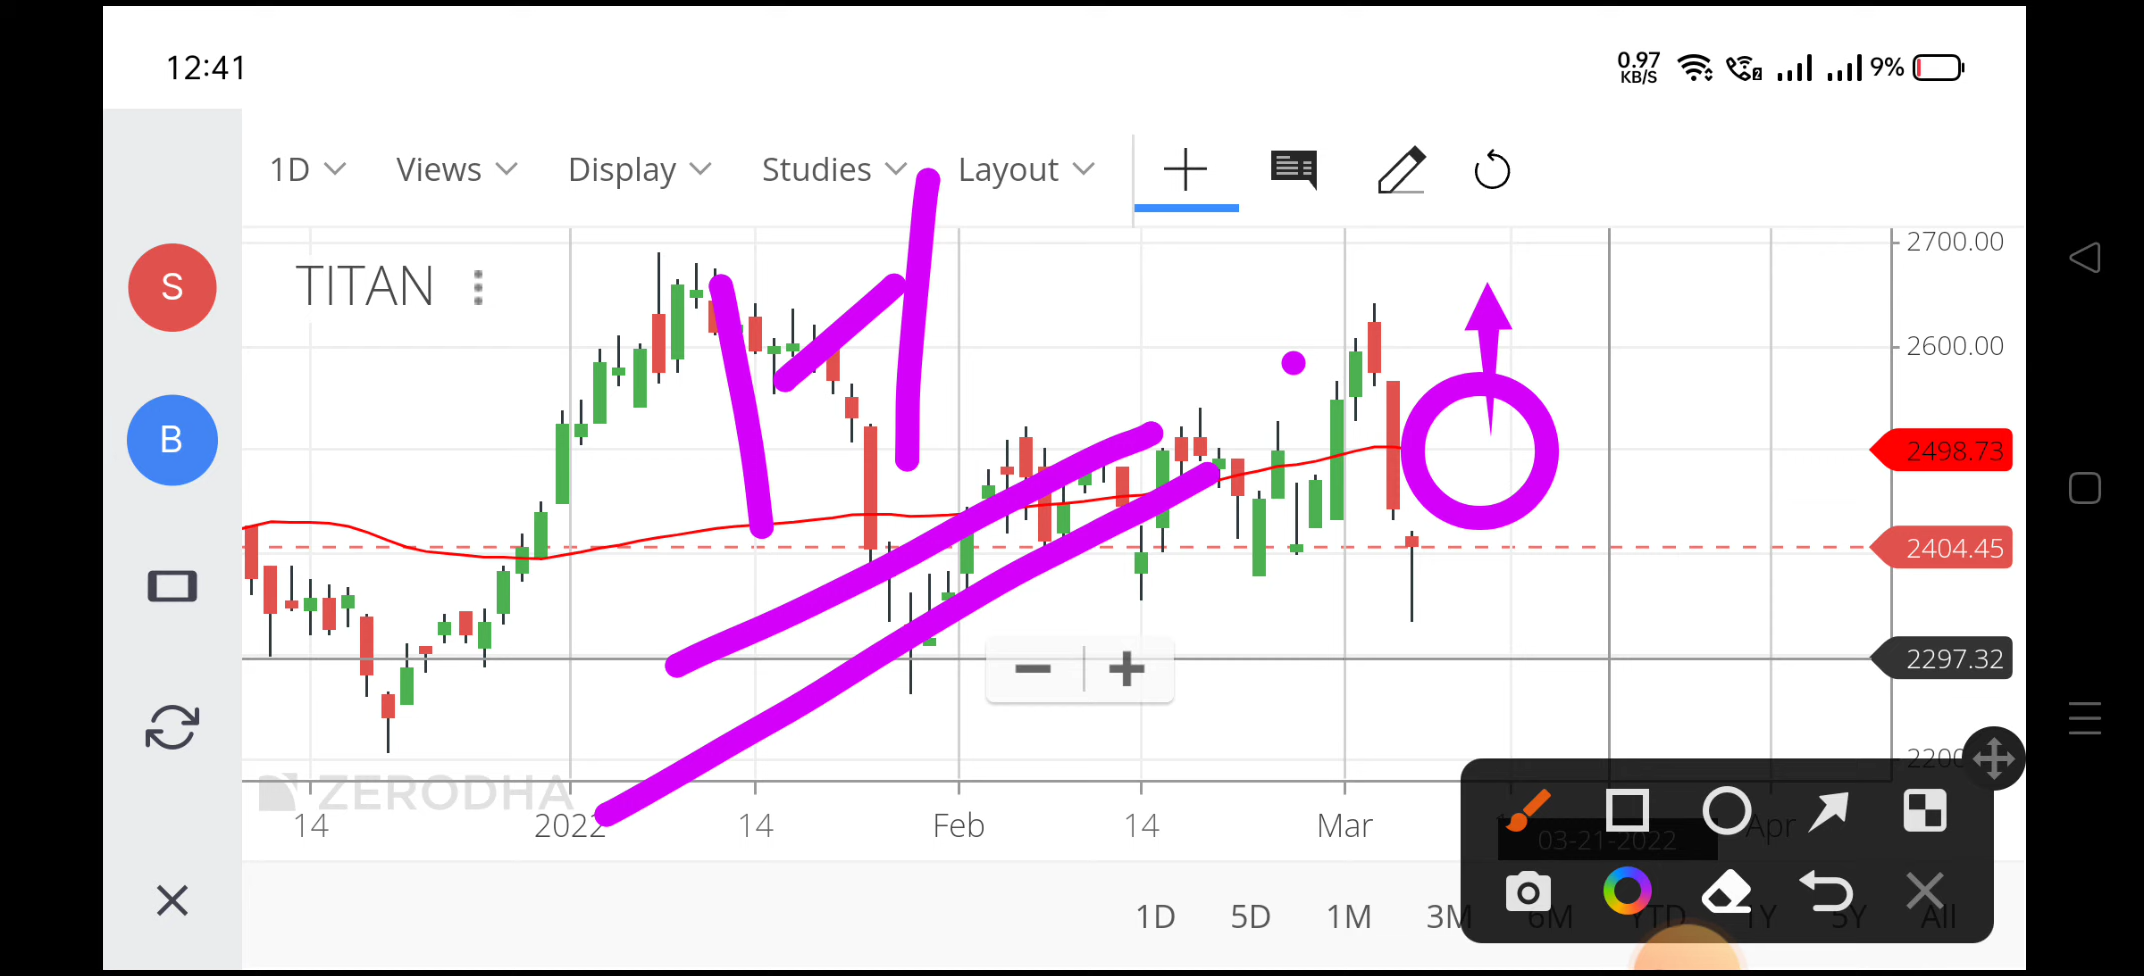 12:41
0.97
KB/S
2
9%
1D Views Display Studies Layout
TITAN
S
B
2700.00
2600.00
2498.73
2404.45
2297.32
ZERODHA
14 2022 14 Feb 14 Mar Apr
03-21-2022
1D 5D 1M 3M 6M YTD 1Y 5Y All